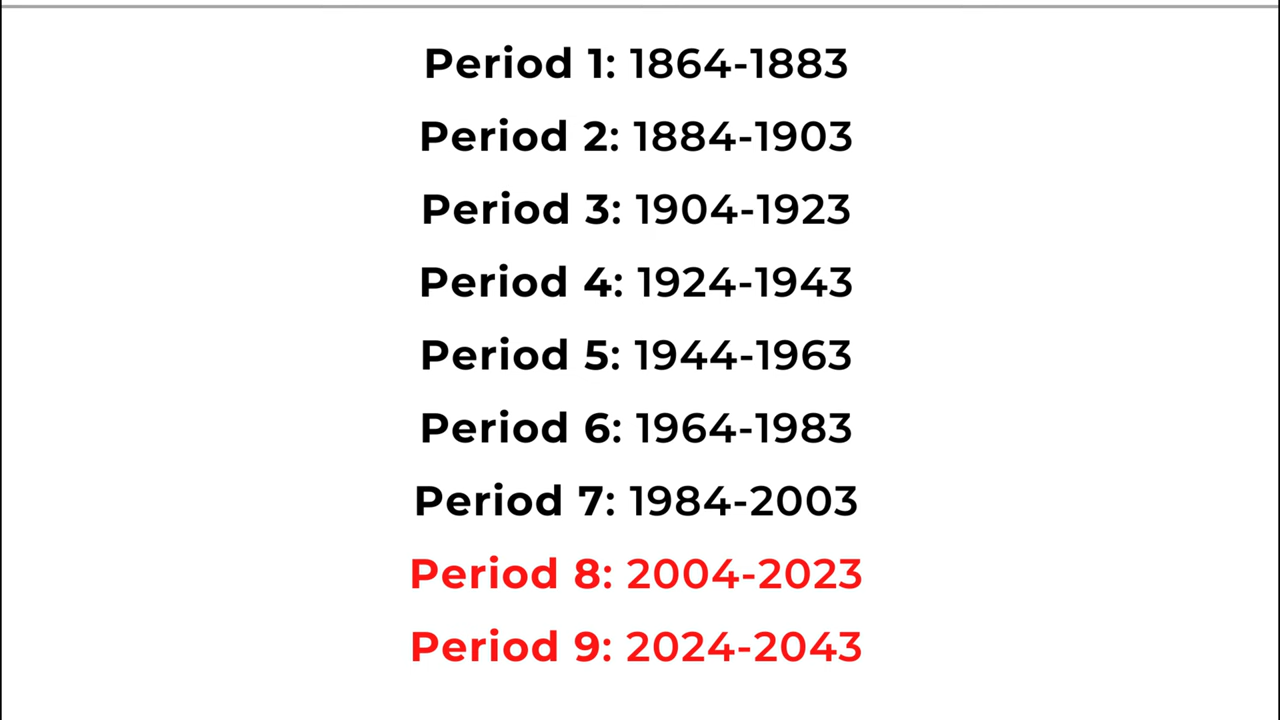 Period 1: 1864-1883
Period 2: 1884-1903
Period 3: 1904-1923
Period 4: 1924-1943
Period 5: 1944-1963
Period 6: 1964-1983
Period 7: 1984-2003
Period 8: 2004-2023
Period 9: 2024-2043